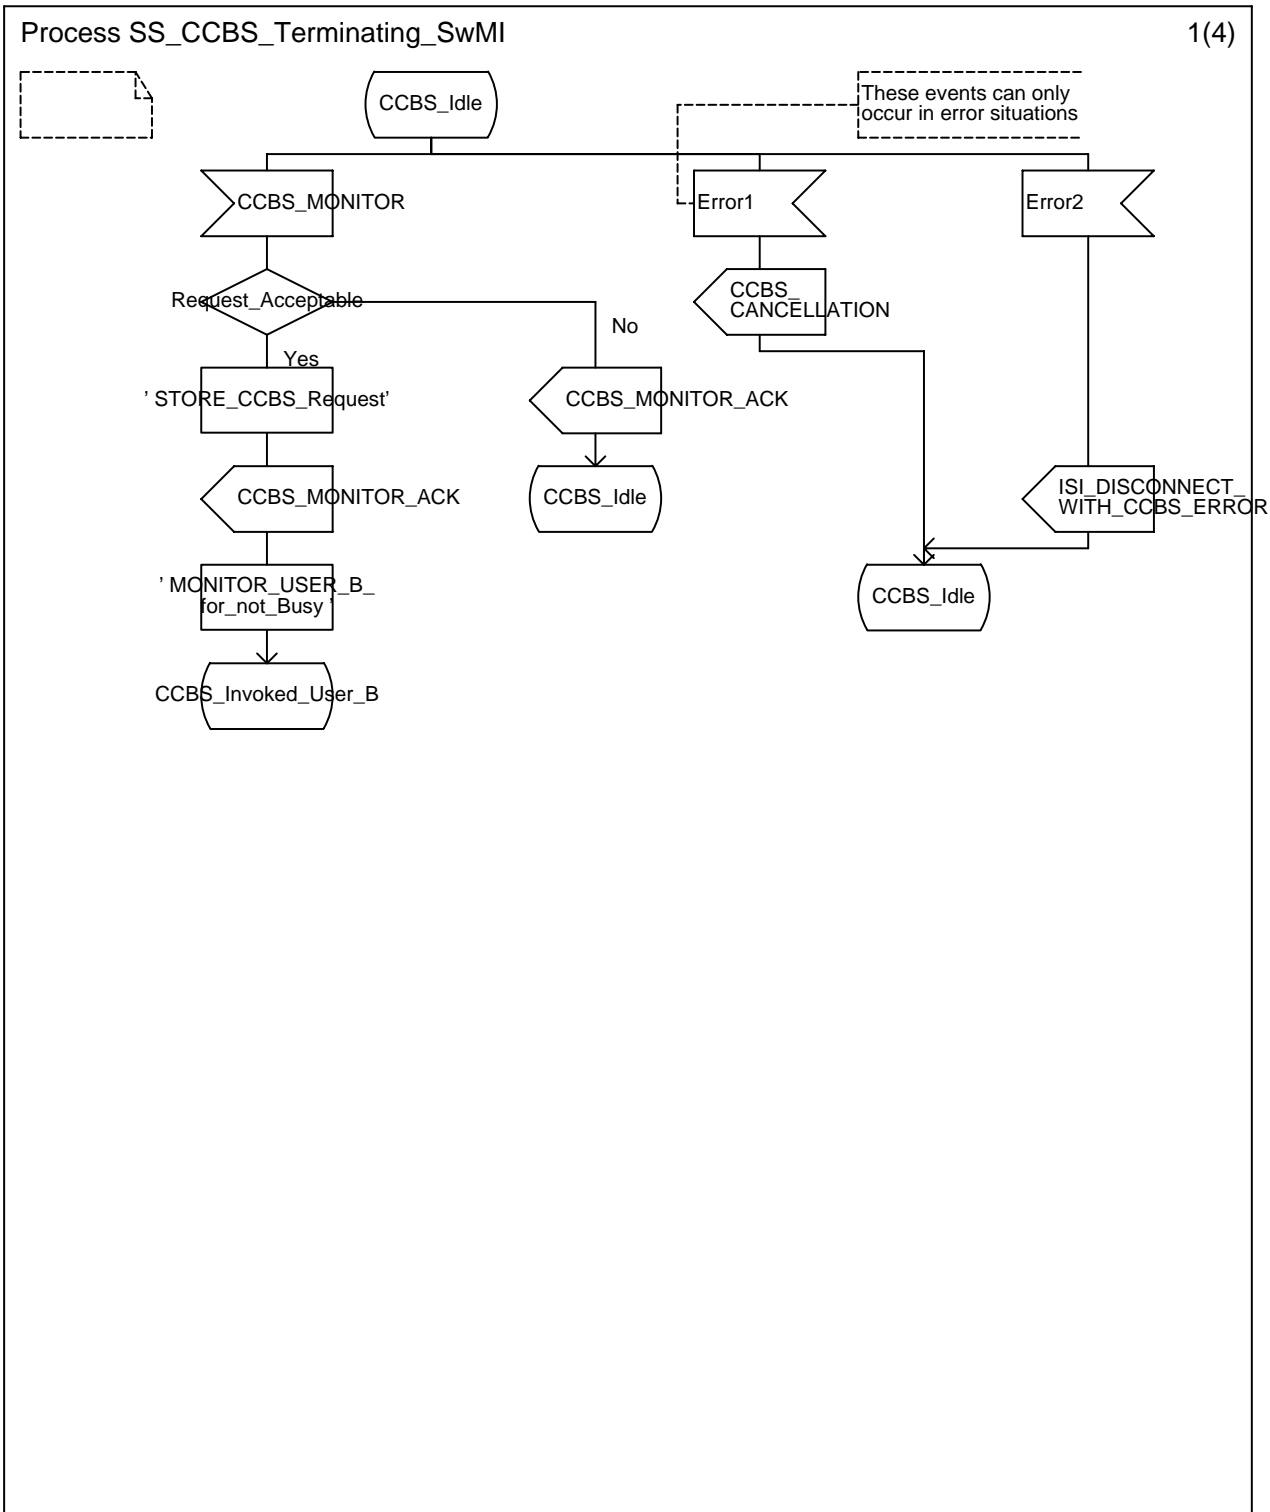 Process SS_CCBS_Terminating_SwMI
1(4)
CCBS_Idle
These events can only
occur in error situations
CCBS_MONITOR
Error1
Error2
Request_Acceptable
CCBS_
CANCELLATION
No
Yes
' STORE_CCBS_Request'
CCBS_MONITOR_ACK
CCBS_MONITOR_ACK
CCBS_Idle
ISI_DISCONNECT_
WITH_CCBS_ERROR
' MONITOR_USER_B_
for_not_Busy '
CCBS_Idle
CCBS_Invoked_User_B